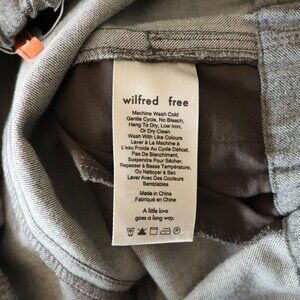 wilfred free
Machine Wash Cold
Gentle Cycle, No Bleach,
Hang To Dry, Low Iron,
Or Dry Clean
Wash With Like Colours
Laver À La Machine À
L'eau Froide Au Cycle Délicat,
Pas De Blanchiment,
Suspendre Pour Sécher,
Repasser à Basse Température,
Ou Nettoyer à Sec
Laver Avec Des Couleurs
Semblables
Made in China
Fabriqué en China
A little love
goes a long way.